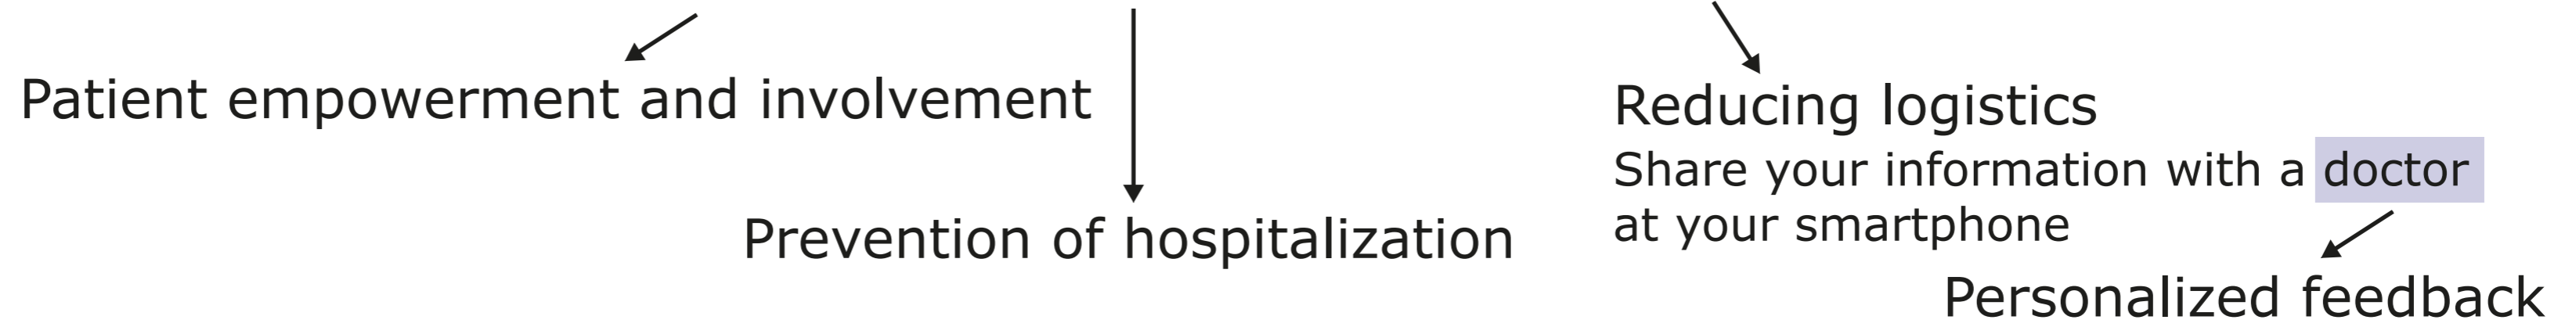 Patient empowerment and involvement
Prevention of hospitalization
Reducing logistics
Share your information with a doctor
at your smartphone
Personalized feedback